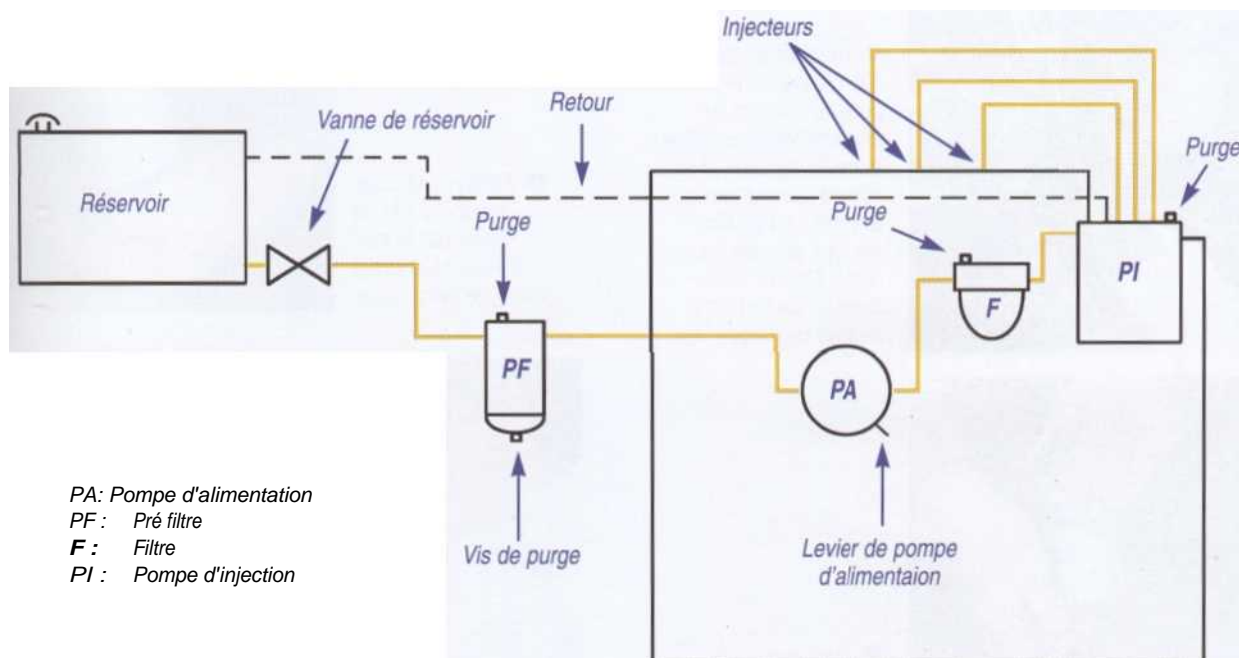 Injecteurs
Retour
Vanne de réservoir
Purge
Réservoir
Purge
Purge
PI
F
PF
PA
PA: Pompe d'alimentation
PF : Pré filtre
F : Filtre
PI : Pompe d'injection
Vis de purge
Levier de pompe
d'alimentaion